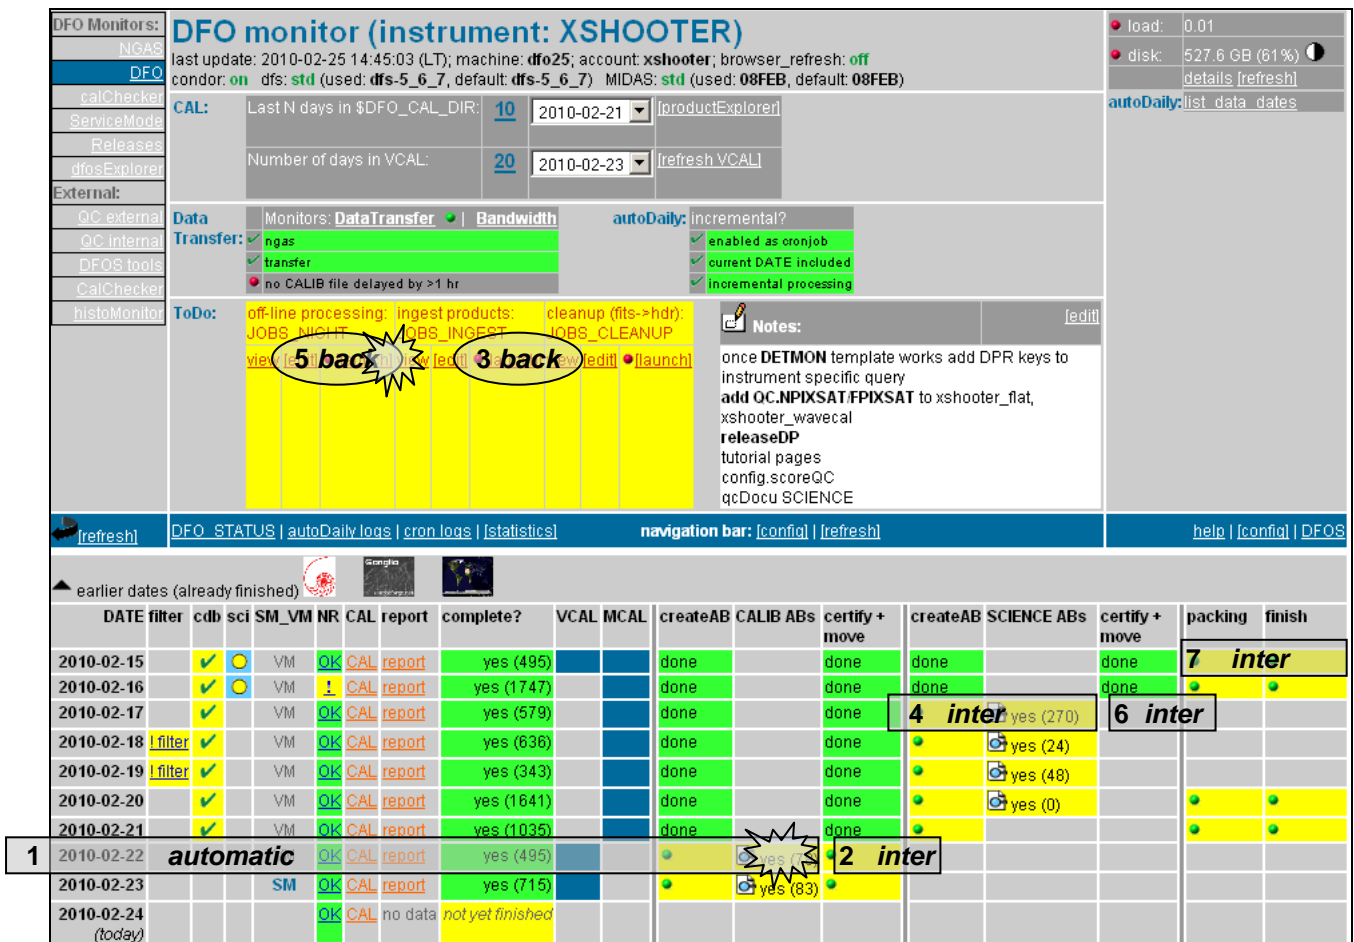 DFO Monitors:
NGAS
DFO
calChecker
ServiceMode
Releases
dfosExplorer
External:
QC external
QC internal
DFOS tools
CalChecker
histoMonitor
DFO monitor (instrument: XSHOOTER)
last update: 2010-02-25 14:45:03 (LT); machine: dfo25; account: xshooter; browser_refresh: off
condor: on dfs: std (used: dfs-5_6_7, default: dfs-5_6_7) MIDAS: std (used: 08FEB, default: 08FEB)
load: 0.01
disk: 527.6 GB (61%)
details [refresh]
autoDaily: list_data_dates
CAL: Last N days in $DFO_CAL_DIR: 10 2010-02-21 [productExplorer]
Number of days in VCAL: 20 2010-02-23 [refresh VCAL]
Data Transfer: Monitors: DataTransfer | Bandwidth
ngas
transfer
no CALIB file delayed by >1 hr
autoDaily: incremental?
enabled as cronjob
current DATE included
incremental processing
ToDo: off-line processing: ingest products: cleanup (fits->hdr):
JOBS_NIGHT JOBS_INGEST JOBS_CLEANUP
view [edit] 5 back view [edit] 3 back [edit] [launch]
Notes: [edit]
once DETMON template works add DPR keys to
instrument specific query
add QC.NPIXSAT/FPIXSAT to xshooter_flat,
xshooter_wavecal
releaseDP
tutorial pages
config.scoreQC
qcDocu SCIENCE
[refresh] DFO_STATUS | autoDaily logs | cron logs | [statistics] navigation bar: [config] | [refresh] help | [config] | DFOS
earlier dates (already finished) Ganglia
DATE filter cdb sci SM_VM NR CAL report complete? VCAL MCAL createAB CALIB ABs certify + move createAB SCIENCE ABs certify + move packing finish
2010-02-15 VM OK CAL report yes (495) done done done done 7 inter
2010-02-16 VM ! CAL report yes (1747) done done done done
2010-02-17 VM OK CAL report yes (579) done done 4 inter yes (270) 6 inter
2010-02-18 ! filter VM OK CAL report yes (636) done done yes (24)
2010-02-19 ! filter VM OK CAL report yes (343) done done yes (48)
2010-02-20 VM OK CAL report yes (1641) done done yes (0)
2010-02-21 VM OK CAL report yes (1035) done done
1 2010-02-22 automatic OK CAL report yes (495) yes 2 inter
2010-02-23 SM OK CAL report yes (715) yes (83)
2010-02-24 OK CAL no data not yet finished
(today)